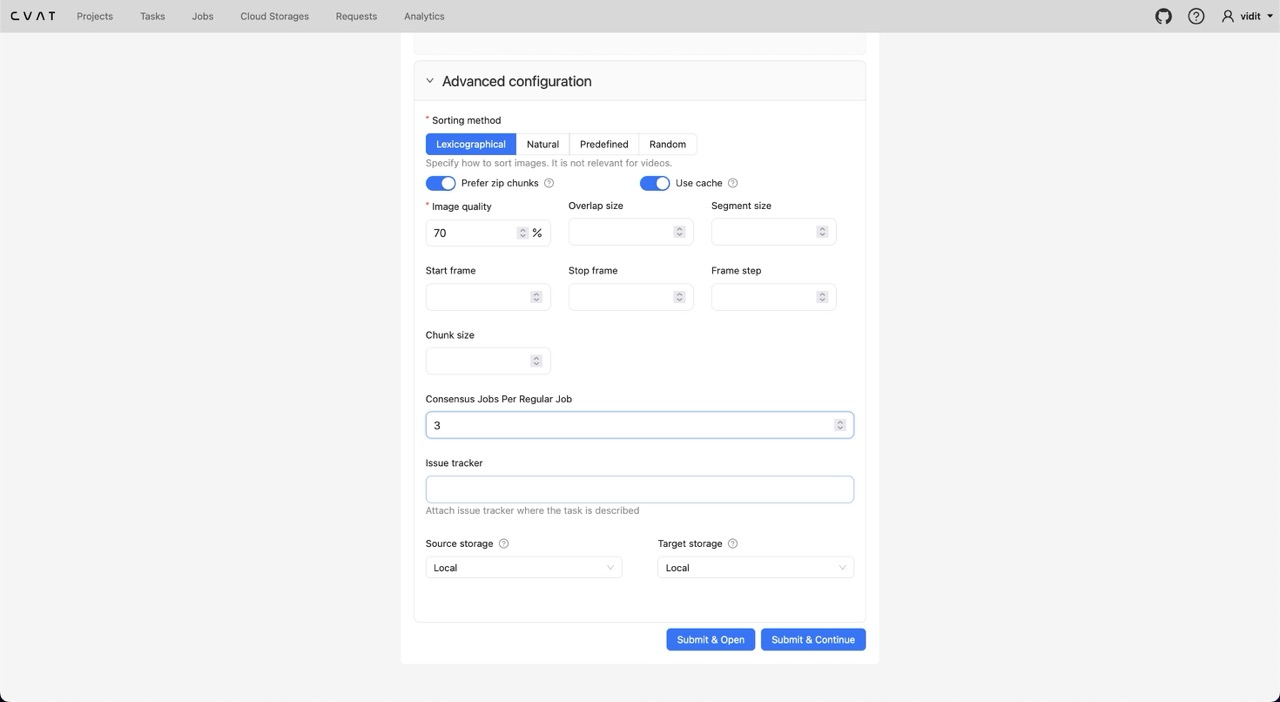 CVAT Projects Tasks Jobs Cloud Storages Requests Analytics vidit
Advanced configuration
* Sorting method
Lexicographical Natural Predefined Random
Specify how to sort images. It is not relevant for videos.
Prefer zip chunks Use cache
* Image quality Overlap size Segment size
70 %
Start frame Stop frame Frame step
Chunk size
Consensus Jobs Per Regular Job
3
Issue tracker
Attach issue tracker where the task is described
Source storage Target storage
Local Local
Submit & Open Submit & Continue